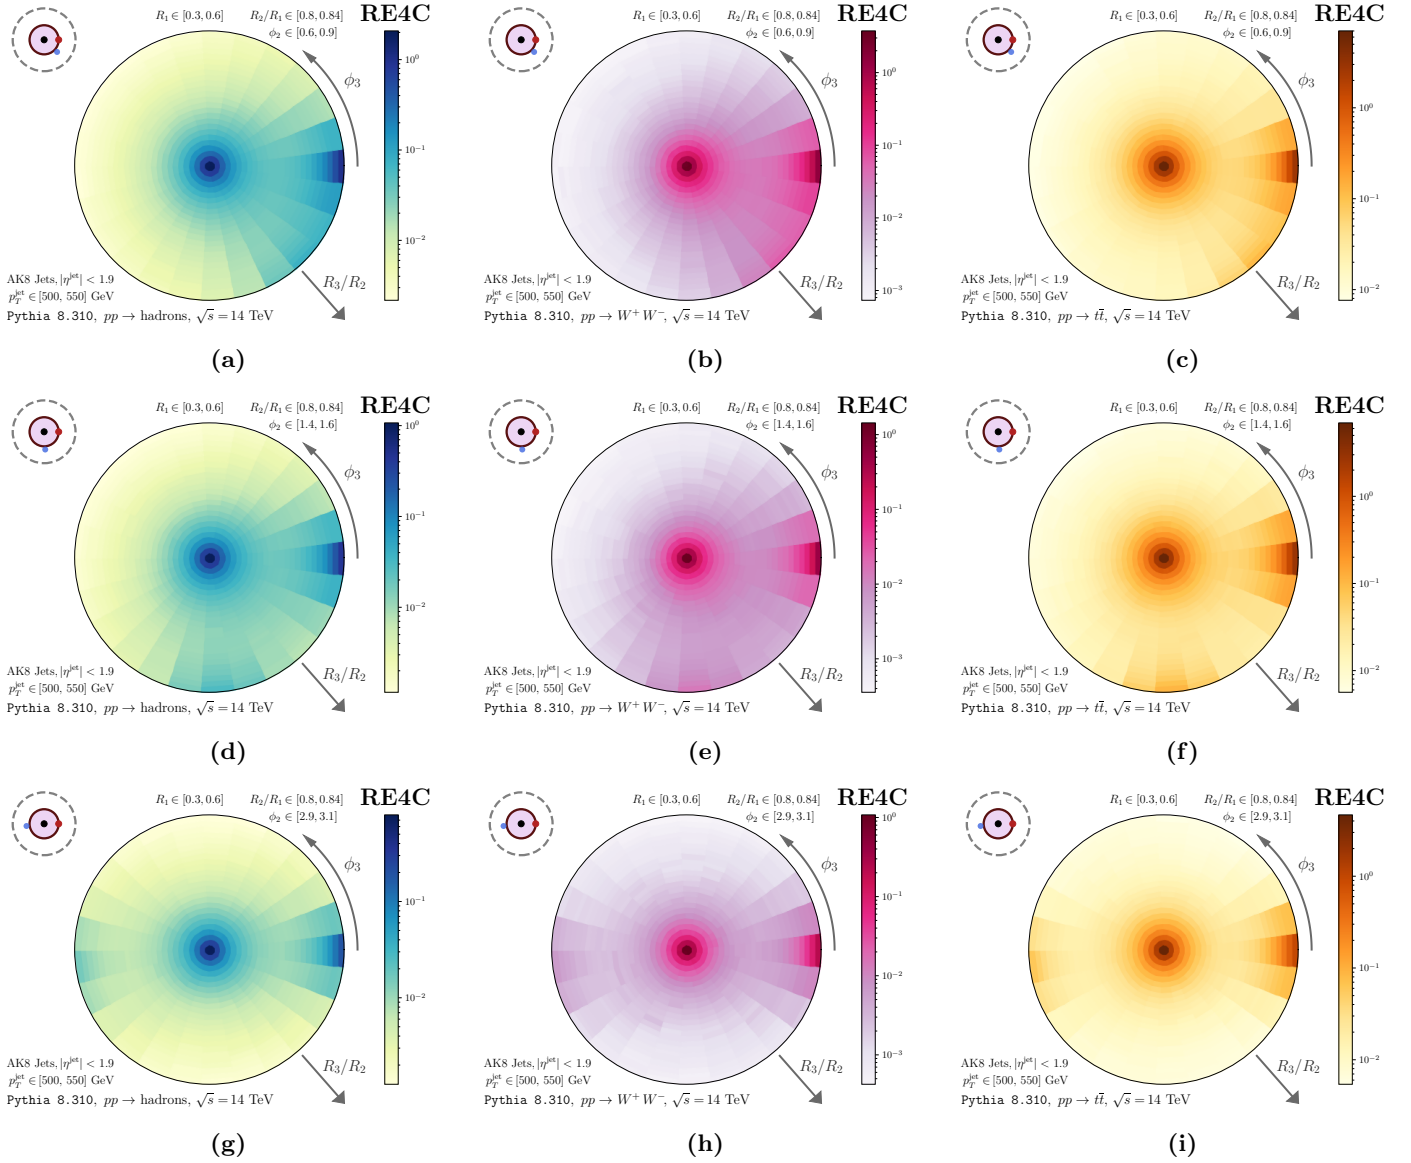 R₁ ∈ [0.3, 0.6] R₂/R₁ ∈ [0.8, 0.84] RE4C
ϕ₂ ∈ [0.6, 0.9]
10⁰
ϕ₃
10⁻¹
10⁻²
AK8 Jets, |η^jet| < 1.9
R₃/R₂
p_T^jet ∈ [500, 550] GeV
Pythia 8.310, pp → hadrons, √s = 14 TeV
(a)
R₁ ∈ [0.3, 0.6] R₂/R₁ ∈ [0.8, 0.84] RE4C
ϕ₂ ∈ [0.6, 0.9]
10⁰
ϕ₃
10⁻¹
10⁻²
10⁻³
AK8 Jets, |η^jet| < 1.9
R₃/R₂
p_T^jet ∈ [500, 550] GeV
Pythia 8.310, pp → W⁺W⁻, √s = 14 TeV
(b)
R₁ ∈ [0.3, 0.6] R₂/R₁ ∈ [0.8, 0.84] RE4C
ϕ₂ ∈ [0.6, 0.9]
ϕ₃
10⁰
10⁻¹
10⁻²
AK8 Jets, |η^jet| < 1.9
R₃/R₂
p_T^jet ∈ [500, 550] GeV
Pythia 8.310, pp → tt̄, √s = 14 TeV
(c)
R₁ ∈ [0.3, 0.6] R₂/R₁ ∈ [0.8, 0.84] RE4C
ϕ₂ ∈ [1.4, 1.6]
10⁰
ϕ₃
10⁻¹
10⁻²
AK8 Jets, |η^jet| < 1.9
R₃/R₂
p_T^jet ∈ [500, 550] GeV
Pythia 8.310, pp → hadrons, √s = 14 TeV
(d)
R₁ ∈ [0.3, 0.6] R₂/R₁ ∈ [0.8, 0.84] RE4C
ϕ₂ ∈ [1.4, 1.6]
10⁰
ϕ₃
10⁻¹
10⁻²
10⁻³
AK8 Jets, |η^jet| < 1.9
R₃/R₂
p_T^jet ∈ [500, 550] GeV
Pythia 8.310, pp → W⁺W⁻, √s = 14 TeV
(e)
R₁ ∈ [0.3, 0.6] R₂/R₁ ∈ [0.8, 0.84] RE4C
ϕ₂ ∈ [1.4, 1.6]
ϕ₃
10⁰
10⁻¹
10⁻²
AK8 Jets, |η^jet| < 1.9
R₃/R₂
p_T^jet ∈ [500, 550] GeV
Pythia 8.310, pp → tt̄, √s = 14 TeV
(f)
R₁ ∈ [0.3, 0.6] R₂/R₁ ∈ [0.8, 0.84] RE4C
ϕ₂ ∈ [2.9, 3.1]
ϕ₃
10⁻¹
10⁻²
AK8 Jets, |η^jet| < 1.9
R₃/R₂
p_T^jet ∈ [500, 550] GeV
Pythia 8.310, pp → hadrons, √s = 14 TeV
(g)
R₁ ∈ [0.3, 0.6] R₂/R₁ ∈ [0.8, 0.84] RE4C
ϕ₂ ∈ [2.9, 3.1]
10⁰
ϕ₃
10⁻¹
10⁻²
10⁻³
AK8 Jets, |η^jet| < 1.9
R₃/R₂
p_T^jet ∈ [500, 550] GeV
Pythia 8.310, pp → W⁺W⁻, √s = 14 TeV
(h)
R₁ ∈ [0.3, 0.6] R₂/R₁ ∈ [0.8, 0.84] RE4C
ϕ₂ ∈ [2.9, 3.1]
ϕ₃
10⁰
10⁻¹
10⁻²
AK8 Jets, |η^jet| < 1.9
R₃/R₂
p_T^jet ∈ [500, 550] GeV
Pythia 8.310, pp → tt̄, √s = 14 TeV
(i)